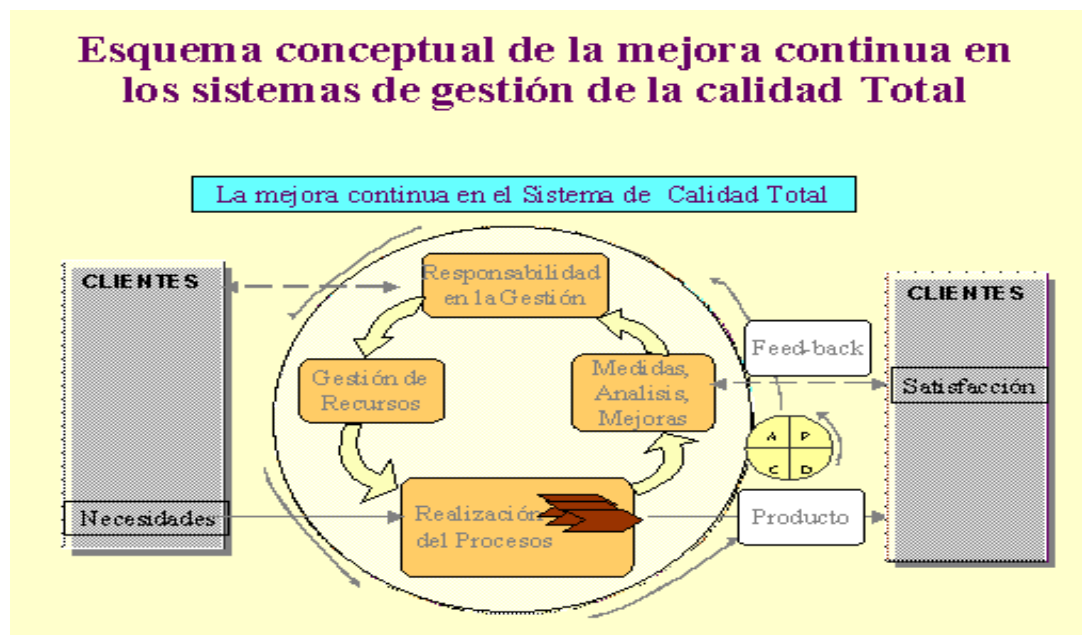 Esquema conceptual de la mejora continua en
los sistemas de gestión de la calidad Total
La mejora continua en el Sistema de Calidad Total
CLIENTES
Necesidades
Responsabilidad
en la Gestión
Gestión de
Recursos
Medidas,
Analisis,
Mejoras
Realización
del Procesos
Feed-back
A P
C D
Producto
CLIENTES
Satisfacción